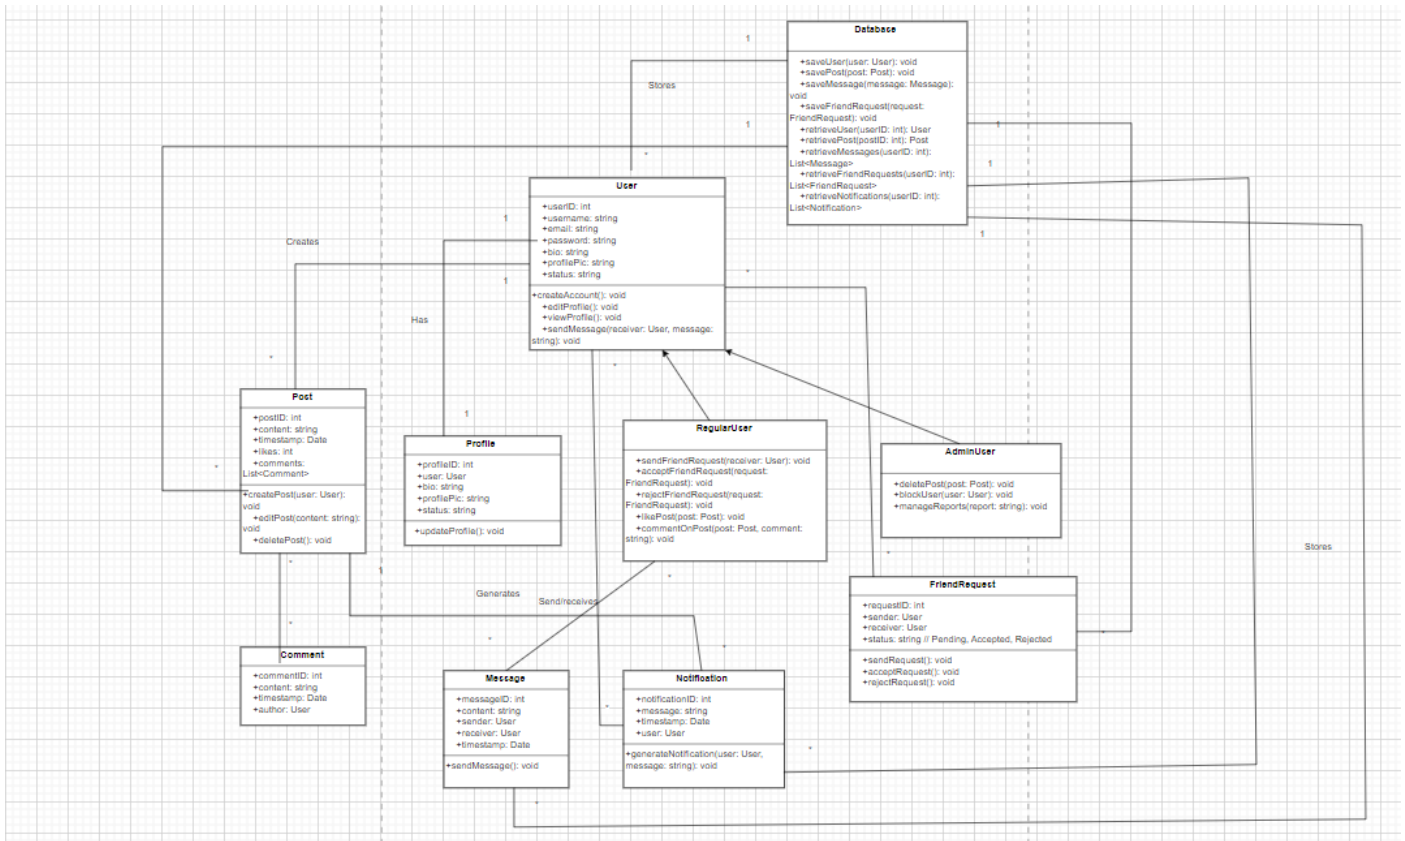 Database
+saveUser(user: User): void
+savePost(post: Post): void
+saveMessage(message: Message):
void
+saveFriendRequest(request:
FriendRequest): void
+retrieveUser(userID: int): User
+retrievePost(postID: int): Post
+retrieveMessages(userID: int):
List<Message>
+retrieveFriendRequests(userID: int):
List<FriendRequest>
+retrieveNotifications(userID: int):
List<Notification>
1
Stores
1
*
1
1
1
User
+userID: int
+username: string
+email: string
+password: string
+bio: string
+profilePic: string
+status: string
+createAccount(): void
+editProfile(): void
+viewProfile(): void
+sendMessage(receiver: User, message:
string): void
1
Creates
1
*
Has
*
*
1
Post
+postID: int
+content: string
+timestamp: Date
+likes: int
+comments:
List<Comment>
+createPost(user: User):
void
+editPost(content: string):
void
+deletePost(): void
*
Profile
+profileID: int
+user: User
+bio: string
+profilePic: string
+status: string
+updateProfile(): void
RegularUser
+sendFriendRequest(receiver: User): void
+acceptFriendRequest(request:
FriendRequest): void
+rejectFriendRequest(request:
FriendRequest): void
+likePost(post: Post): void
+commentOnPost(post: Post, comment:
string): void
AdminUser
+deletePost(post: Post): void
+blockUser(user: User): void
+manageReports(report: string): void
Stores
*
*
1
*
Generates
Send/receives
FriendRequest
+requestID: int
+sender: User
+receiver: User
+status: string // Pending, Accepted, Rejected
+sendRequest(): void
+acceptRequest(): void
+rejectRequest(): void
*
*
*
*
Comment
+commentID: int
+content: string
+timestamp: Date
+author: User
Message
+messageID: int
+content: string
+sender: User
+receiver: User
+timestamp: Date
+sendMessage(): void
*
Notification
+notificationID: int
+message: string
+timestamp: Date
+user: User
+generateNotification(user: User,
message: string): void
*
*